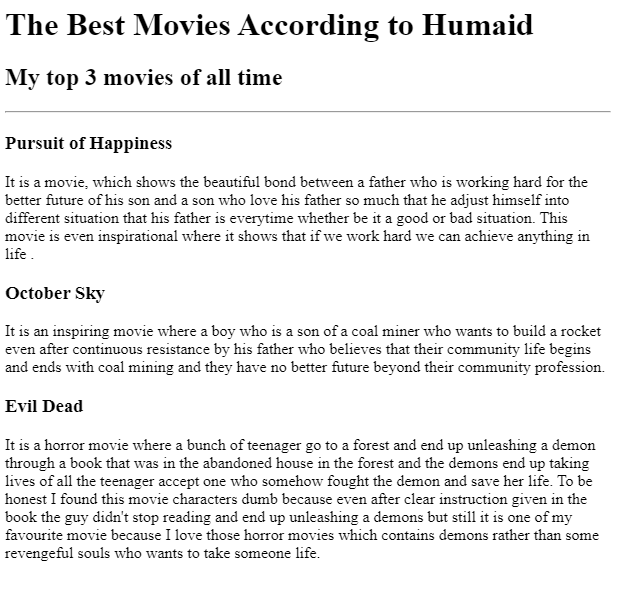 The Best Movies According to Humaid
My top 3 movies of all time
Pursuit of Happiness
It is a movie, which shows the beautiful bond between a father who is working hard for the
better future of his son and a son who love his father so much that he adjust himself into
different situation that his father is everytime whether be it a good or bad situation. This
movie is even inspirational where it shows that if we work hard we can achieve anything in
life .
October Sky
It is an inspiring movie where a boy who is a son of a coal miner who wants to build a rocket
even after continuous resistance by his father who believes that their community life begins
and ends with coal mining and they have no better future beyond their community profession.
Evil Dead
It is a horror movie where a bunch of teenager go to a forest and end up unleashing a demon
through a book that was in the abandoned house in the forest and the demons end up taking
lives of all the teenager accept one who somehow fought the demon and save her life. To be
honest I found this movie characters dumb because even after clear instruction given in the
book the guy didn't stop reading and end up unleashing a demons but still it is one of my
favourite movie because I love those horror movies which contains demons rather than some
revengeful souls who wants to take someone life.